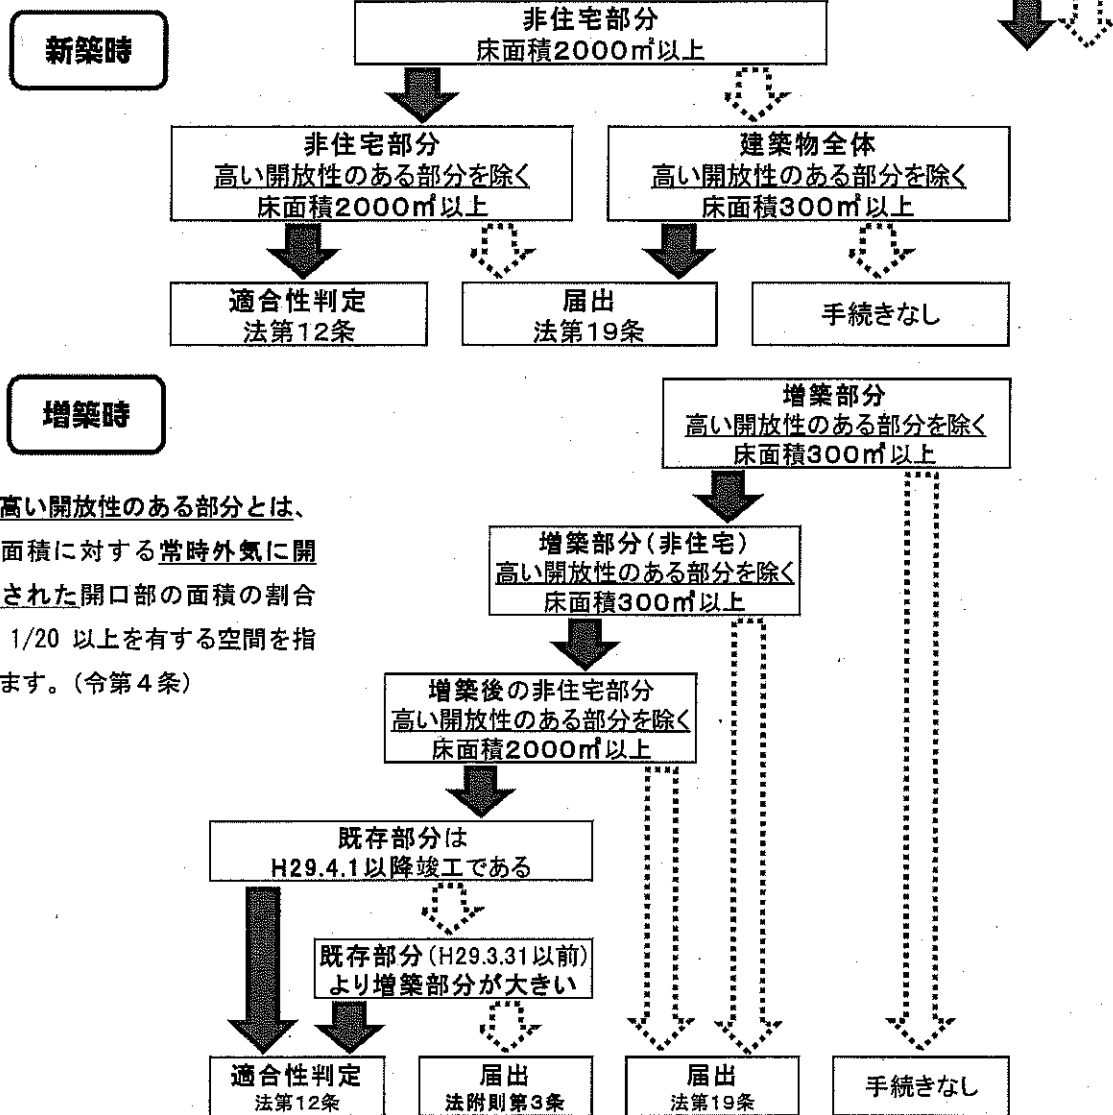 新築時
非住宅部分
床面積2000㎡以上
非住宅部分
高い開放性のある部分を除く
床面積2000㎡以上
建築物全体
高い開放性のある部分を除く
床面積300㎡以上
適合性判定
法第12条
届出
法第19条
手続きなし
増築時
増築部分
高い開放性のある部分を除く
床面積300㎡以上
高い開放性のある部分とは、
面積に対する常時外気に開
された開口部の面積の割合
1/20 以上を有する空間を指
ます。(令第4条)
増築部分(非住宅)
高い開放性のある部分を除く
床面積300㎡以上
増築後の非住宅部分
高い開放性のある部分を除く
床面積2000㎡以上
既存部分は
H29.4.1以降竣工である
既存部分(H29.3.31以前)
より増築部分が大きい
適合性判定
法第12条
届出
法附則第3条
届出
法第19条
手続きなし